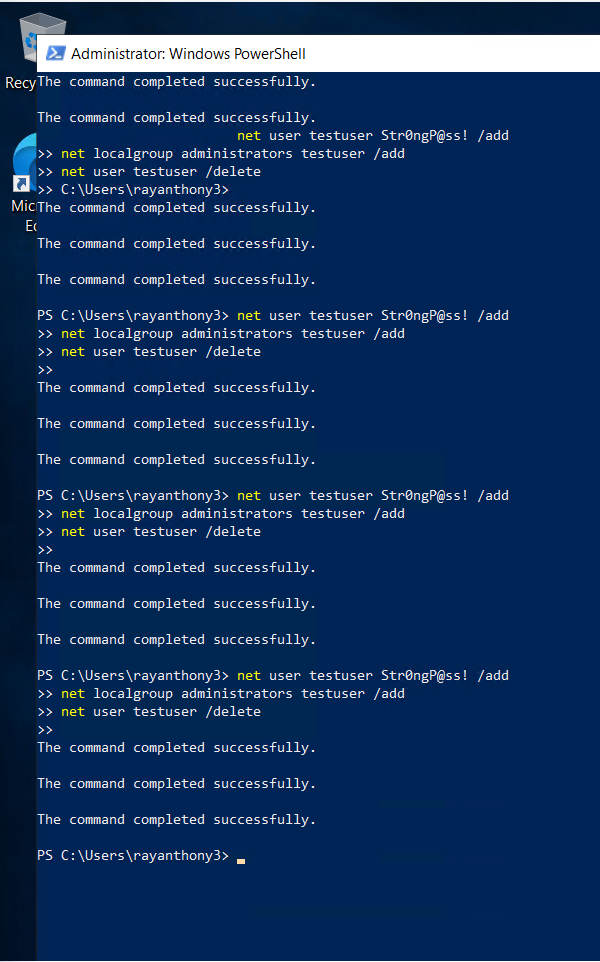 Administrator: Windows PowerShell
Recy
The command completed successfully.
The command completed successfully.
net user testuser Str0ngP@ss! /add
>> net localgroup administrators testuser /add
>> net user testuser /delete
>> C:\Users\rayanthony3>
Mic
The command completed successfully.
The command completed successfully.
The command completed successfully.
PS C:\Users\rayanthony3> net user testuser Str0ngP@ss! /add
>> net localgroup administrators testuser /add
>> net user testuser /delete
>>
The command completed successfully.
The command completed successfully.
The command completed successfully.
PS C:\Users\rayanthony3> net user testuser Str0ngP@ss! /add
>> net localgroup administrators testuser /add
>> net user testuser /delete
>>
The command completed successfully.
The command completed successfully.
The command completed successfully.
PS C:\Users\rayanthony3> net user testuser Str0ngP@ss! /add
>> net localgroup administrators testuser /add
>> net user testuser /delete
>>
The command completed successfully.
The command completed successfully.
The command completed successfully.
PS C:\Users\rayanthony3>